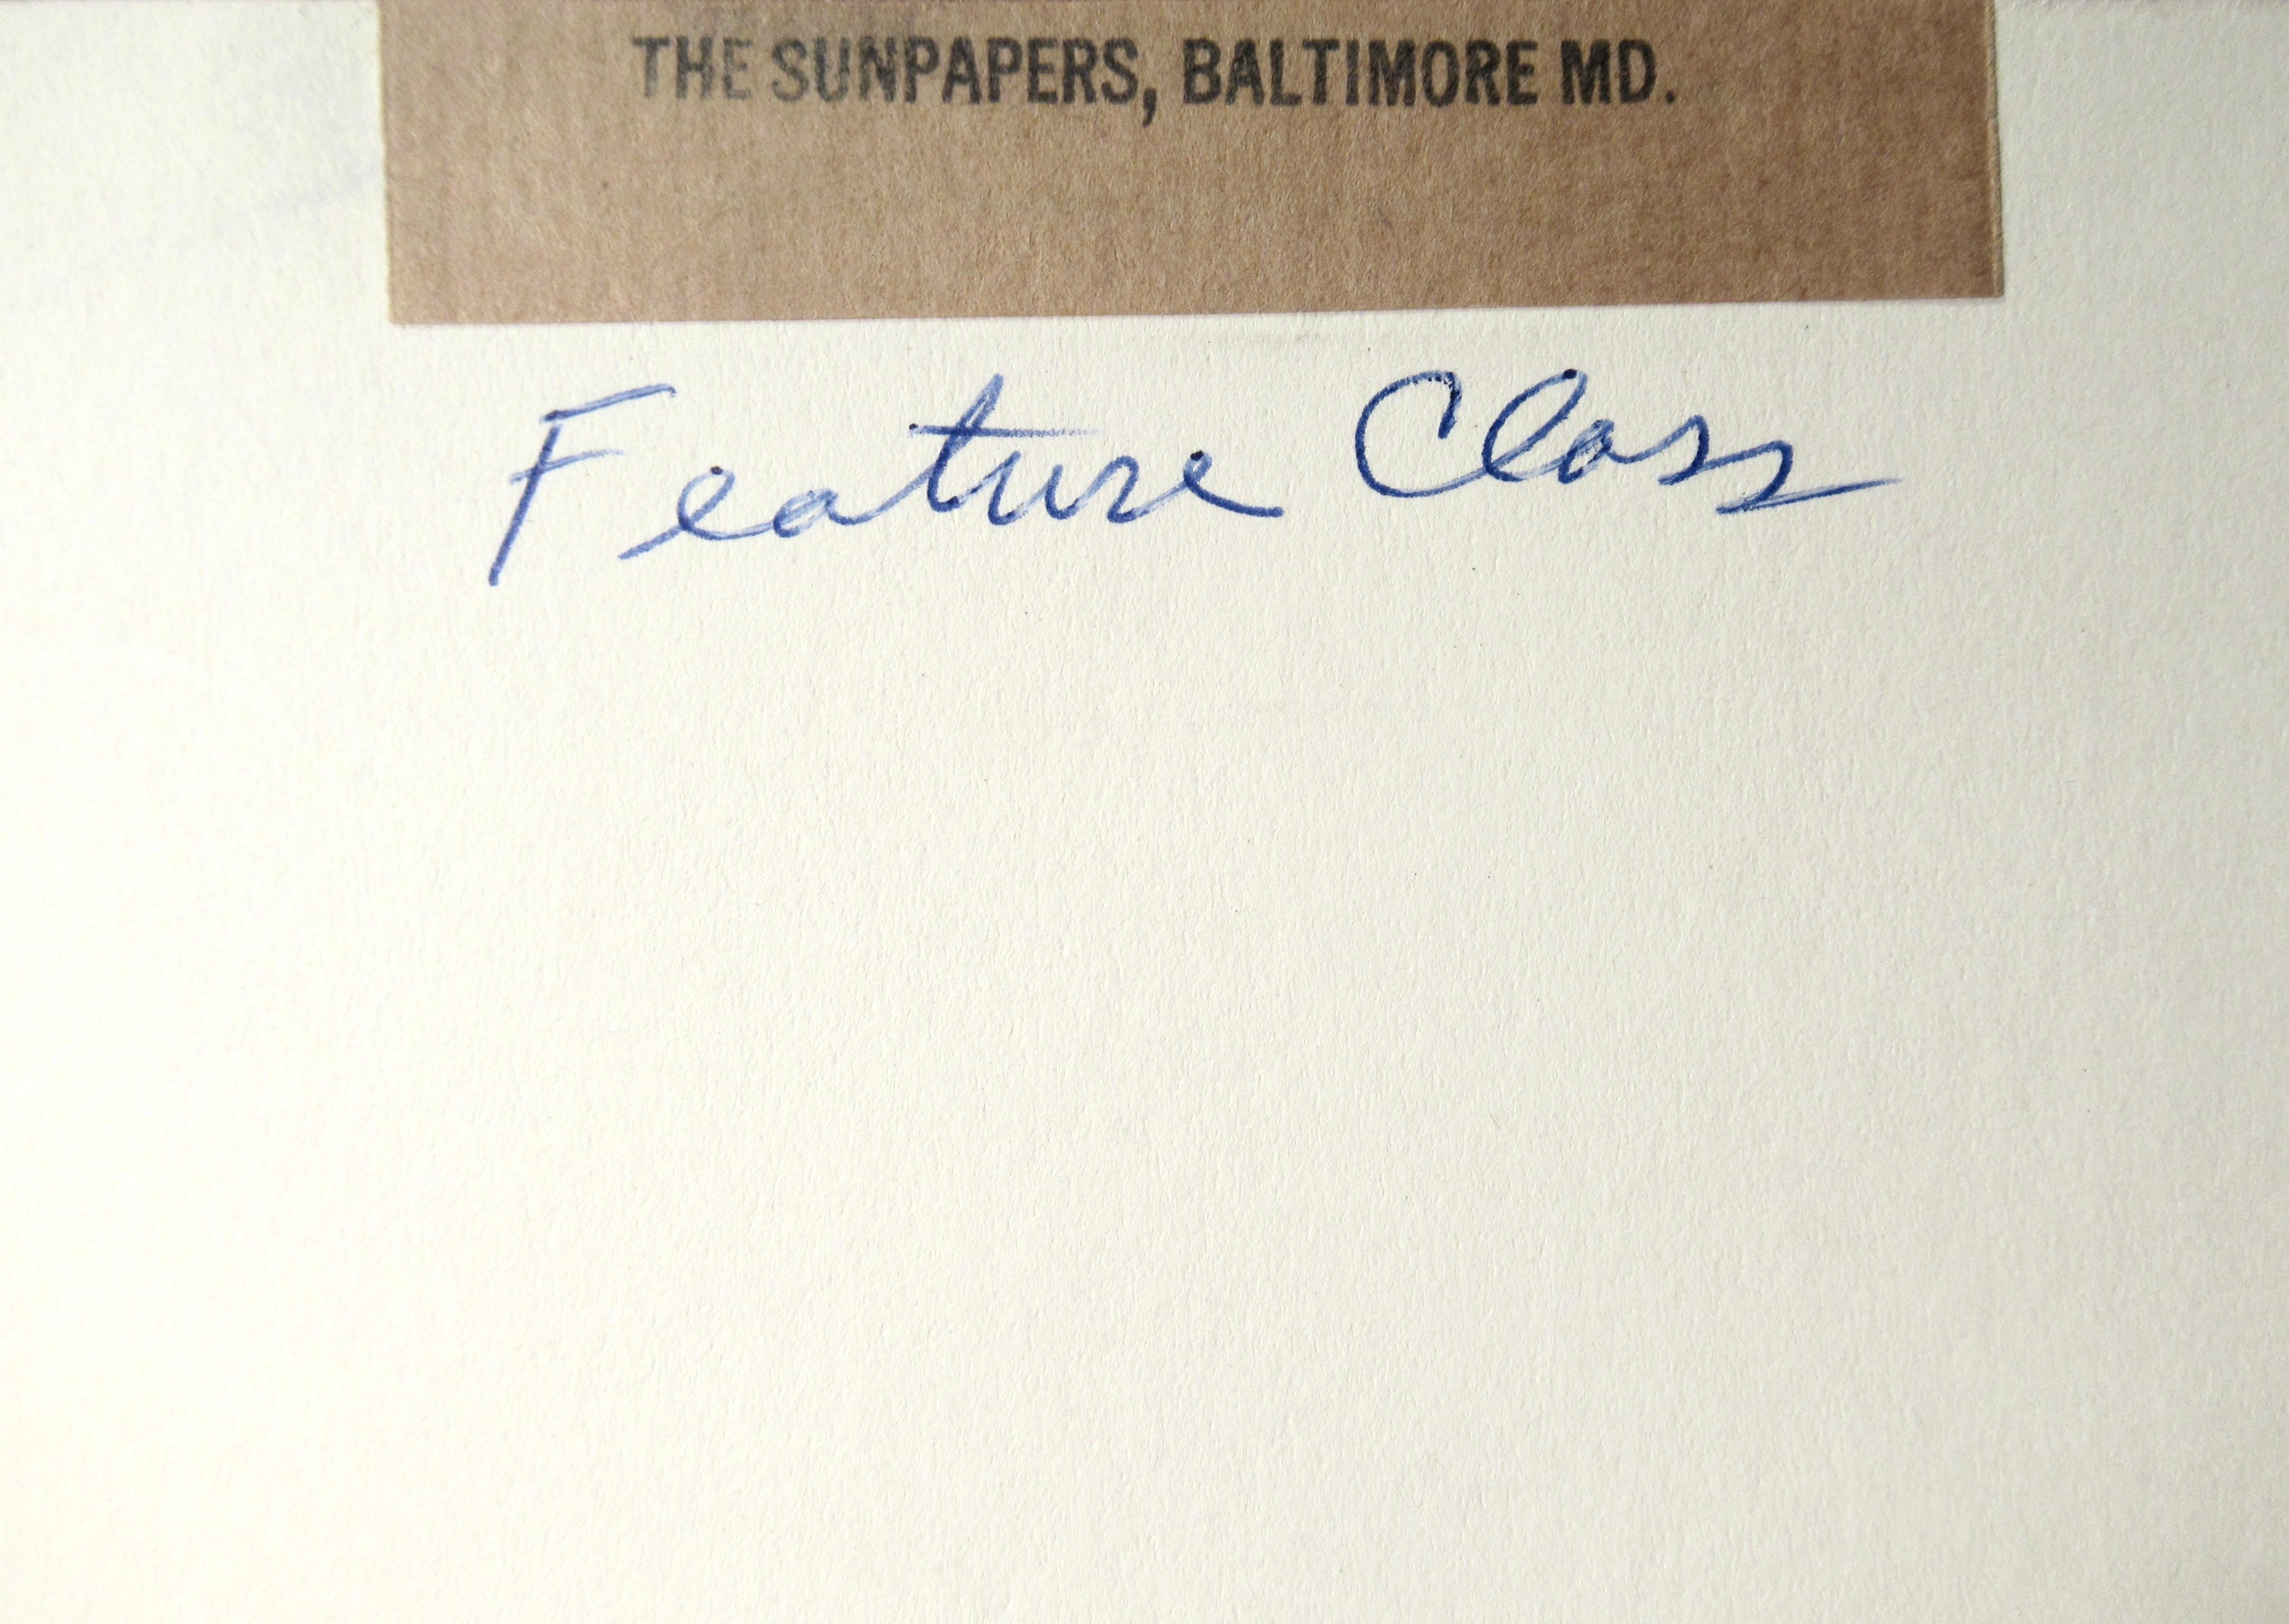 THE SUNPAPERS, BALTIMORE MD.
Feature Class